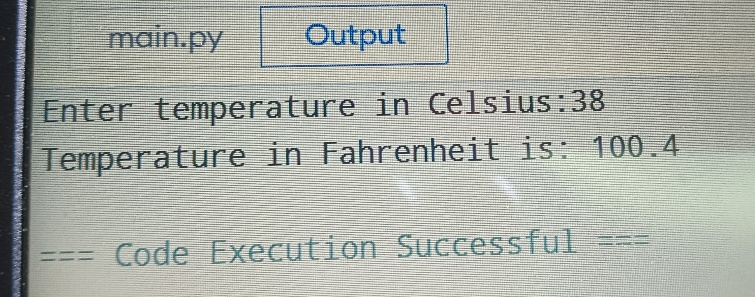 main.py Output
Enter temperature in Celsius:38
Temperature in Fahrenheit is: 100.4
=== Code Execution Successful ===